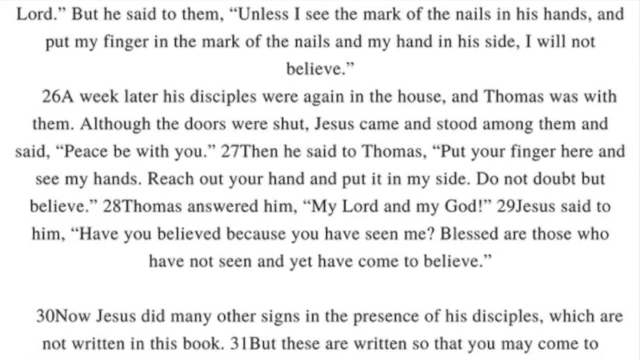 Lord.” But he said to them, “Unless I see the mark of the nails in his hands, and
put my finger in the mark of the nails and my hand in his side, I will not
believe.”
26A week later his disciples were again in the house, and Thomas was with
them. Although the doors were shut, Jesus came and stood among them and
said, “Peace be with you.” 27Then he said to Thomas, “Put your finger here and
see my hands. Reach out your hand and put it in my side. Do not doubt but
believe.” 28Thomas answered him, “My Lord and my God!” 29Jesus said to
him, “Have you believed because you have seen me? Blessed are those who
have not seen and yet have come to believe.”
30Now Jesus did many other signs in the presence of his disciples, which are
not written in this book. 31But these are written so that you may come to